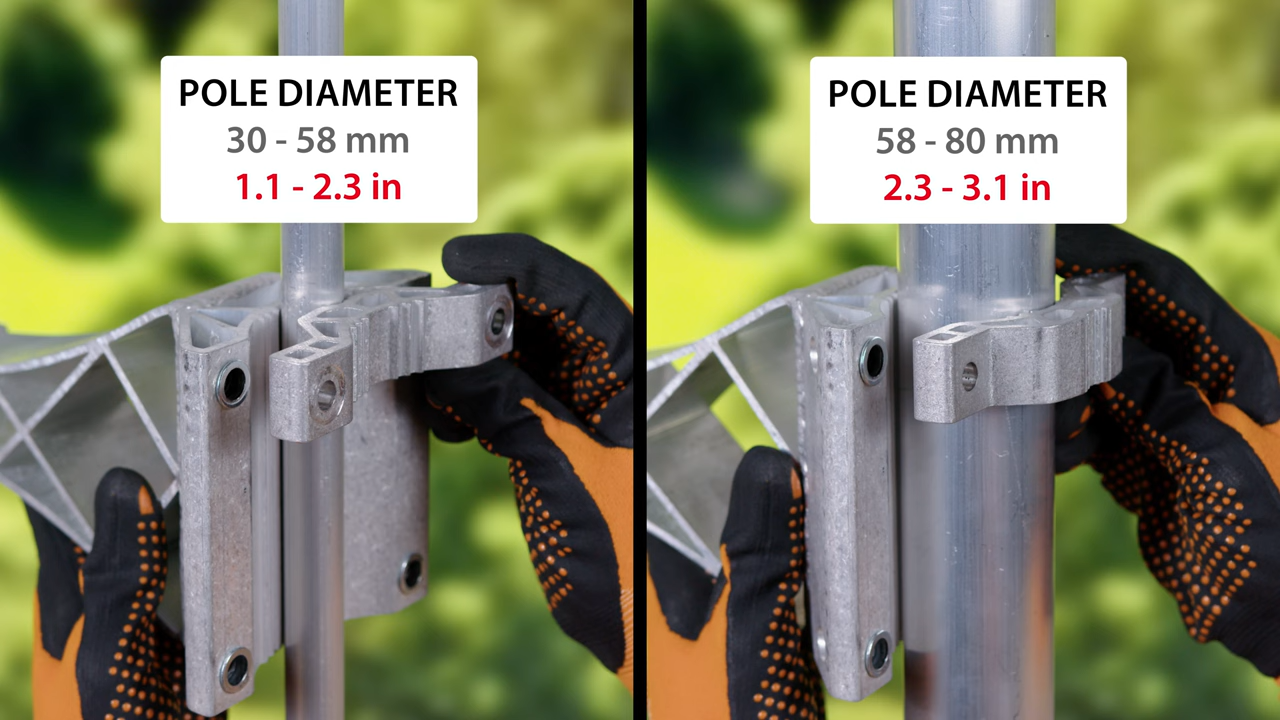 POLE DIAMETER
30 - 58 mm
1.1 - 2.3 in
POLE DIAMETER
58 - 80 mm
2.3 - 3.1 in